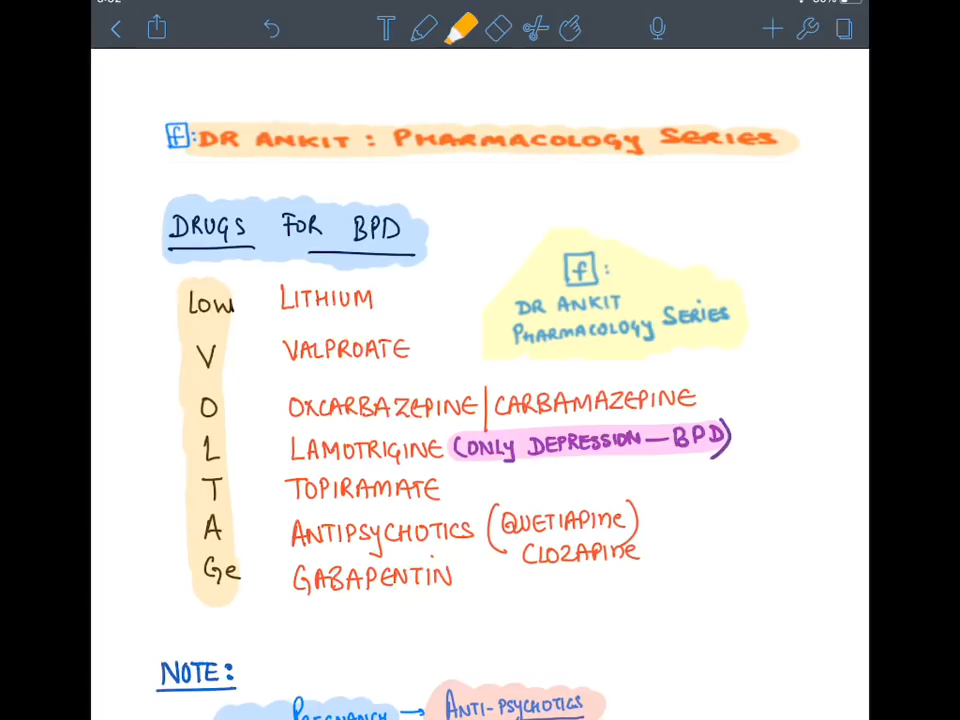 f: DR ANKIT : PHARMACOLOGY SERIES
DRUGS FOR BPD
f :
DR ANKIT
PHARMACOLOGY SERIES
Low LITHIUM
V VALPROATE
O OXCARBAZEPINE | CARBAMAZEPINE
L LAMOTRIGINE (ONLY DEPRESSION - BPD)
T TOPIRAMATE
A ANTIPSYCHOTICS (QUETIAPINE)
CLOZAPINE
Ge GABAPENTIN
NOTE:
PREGNANCY → ANTI-PSYCHOTICS